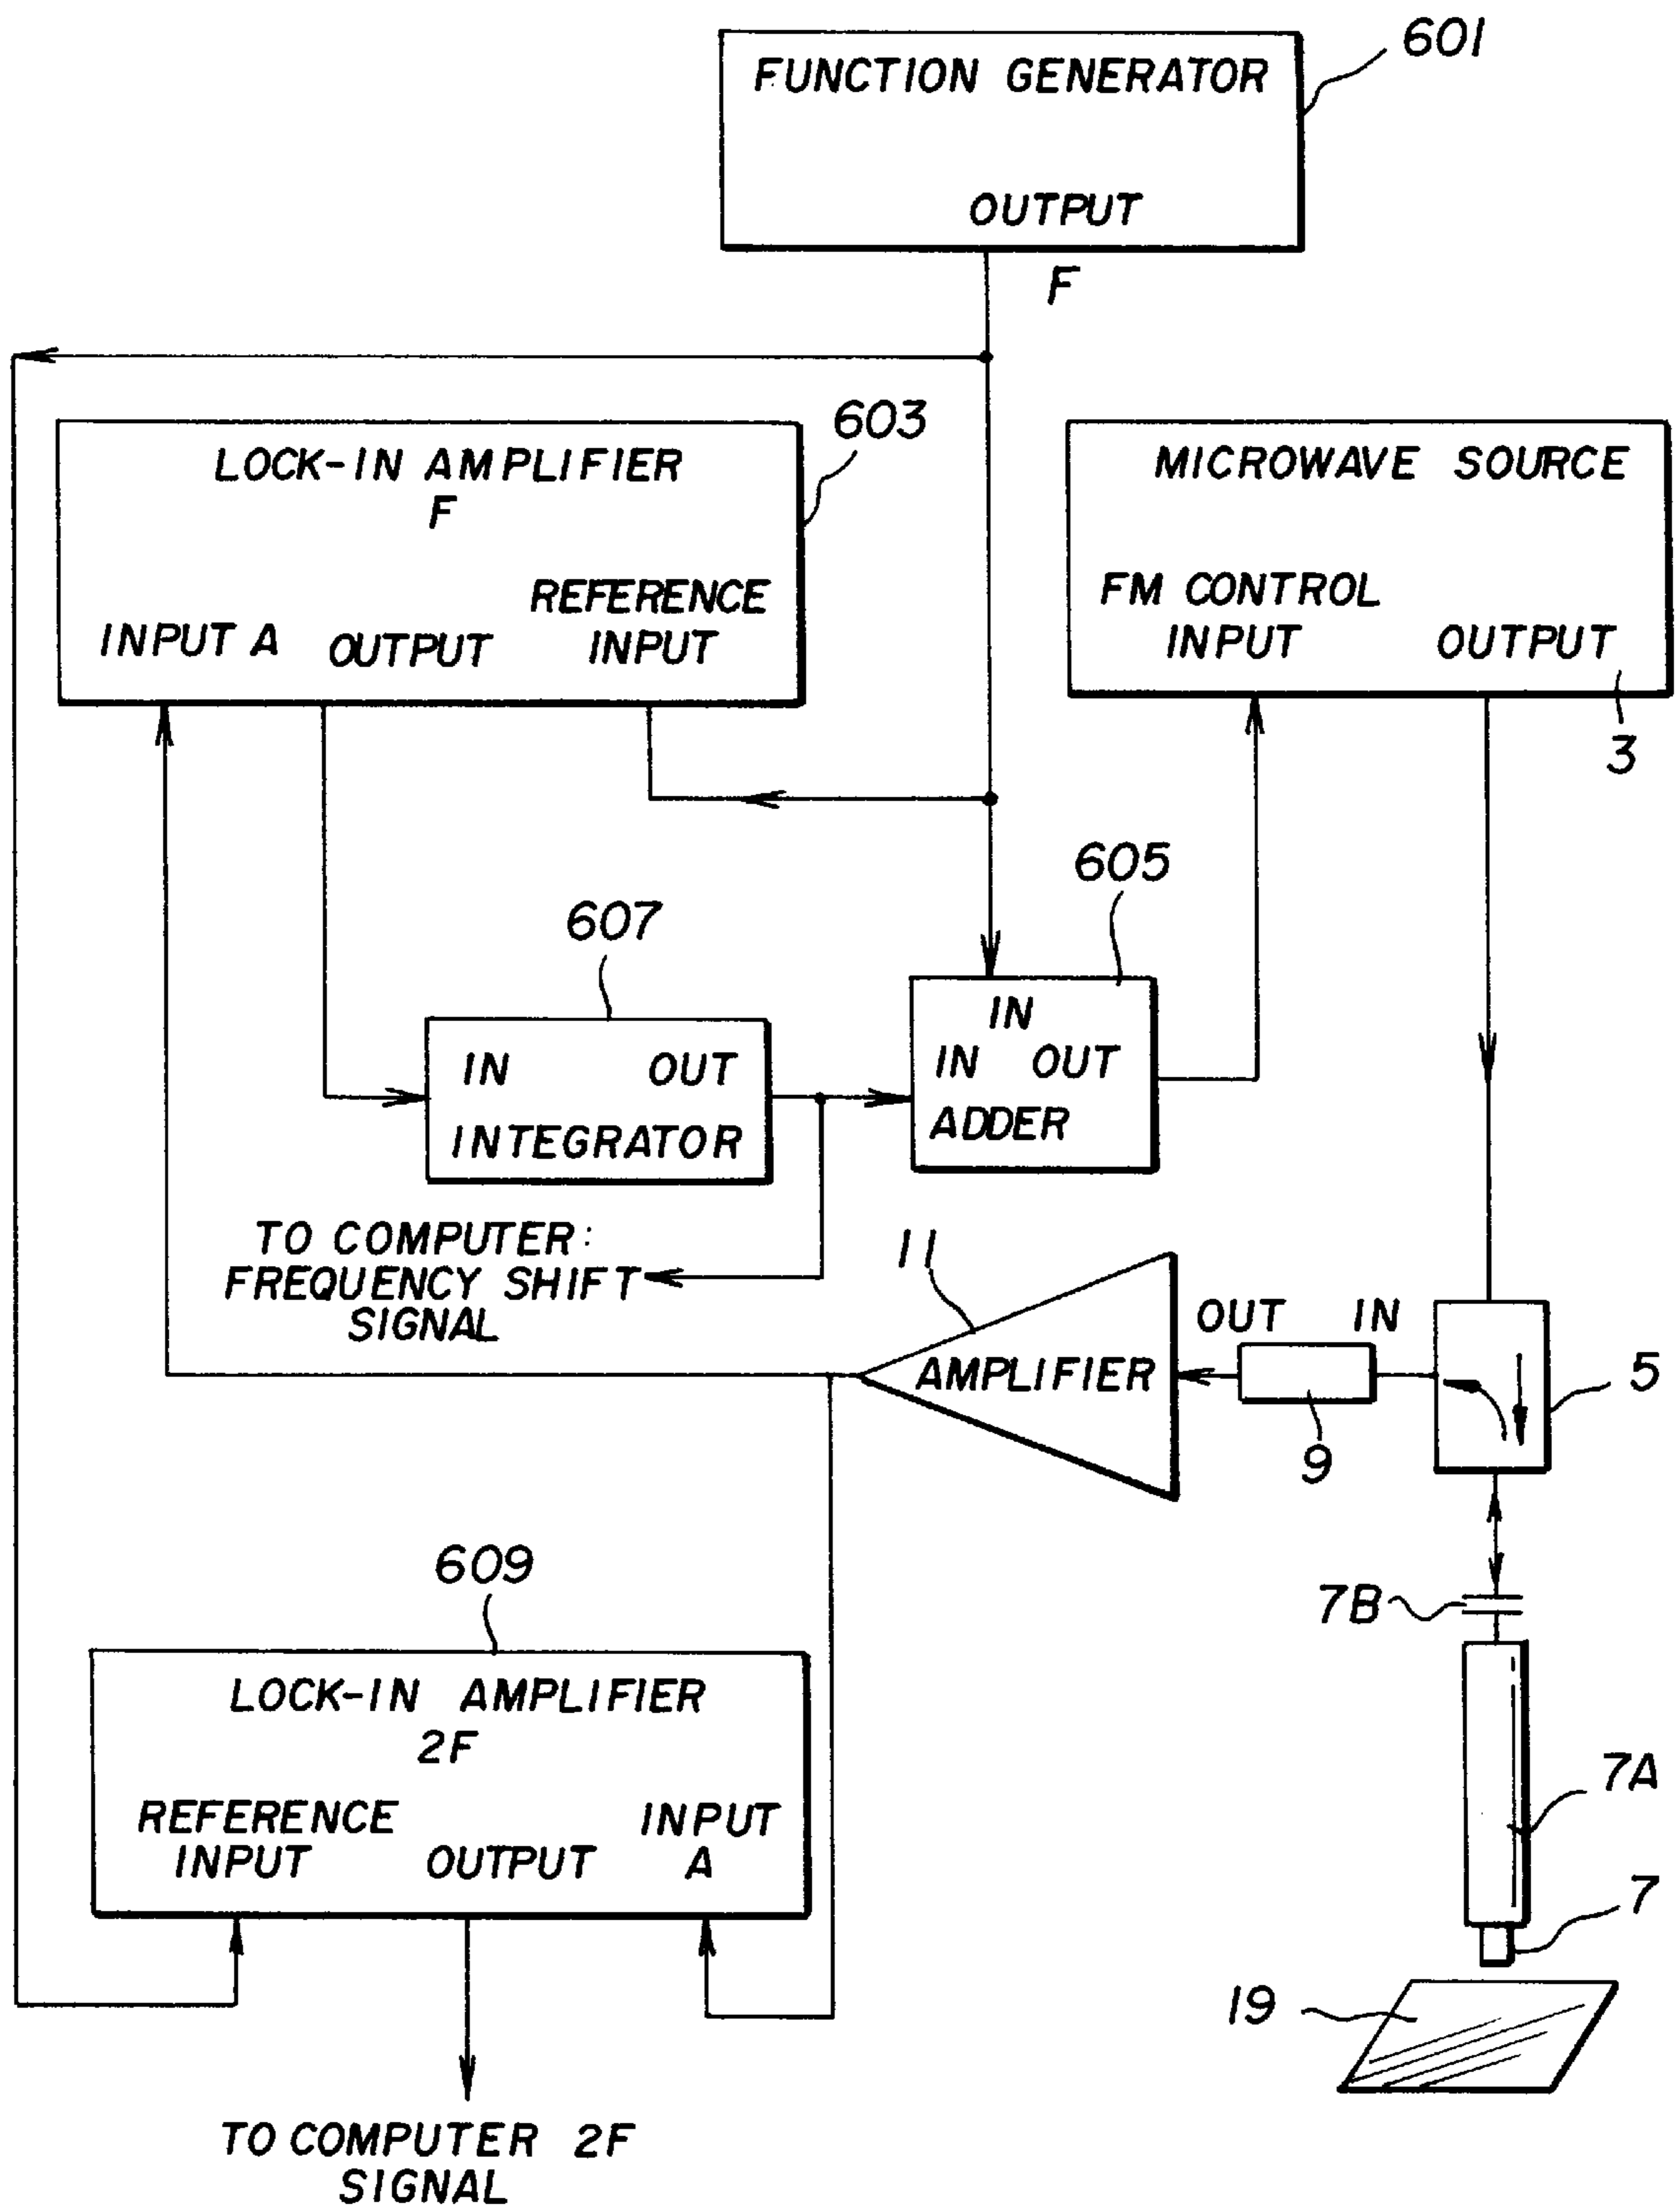 601
FUNCTION GENERATOR
OUTPUT
F
603
LOCK-IN AMPLIFIER
F
REFERENCE
INPUT A OUTPUT INPUT
MICROWAVE SOURCE
FM CONTROL
INPUT OUTPUT
3
605
607
IN
IN OUT
ADDER
IN OUT
INTEGRATOR
TO COMPUTER:
FREQUENCY SHIFT
SIGNAL
11
AMPLIFIER
OUT IN
9
5
7B
609
LOCK-IN AMPLIFIER
2F
REFERENCE INPUT
INPUT OUTPUT A
7A
7
19
TO COMPUTER 2F
SIGNAL